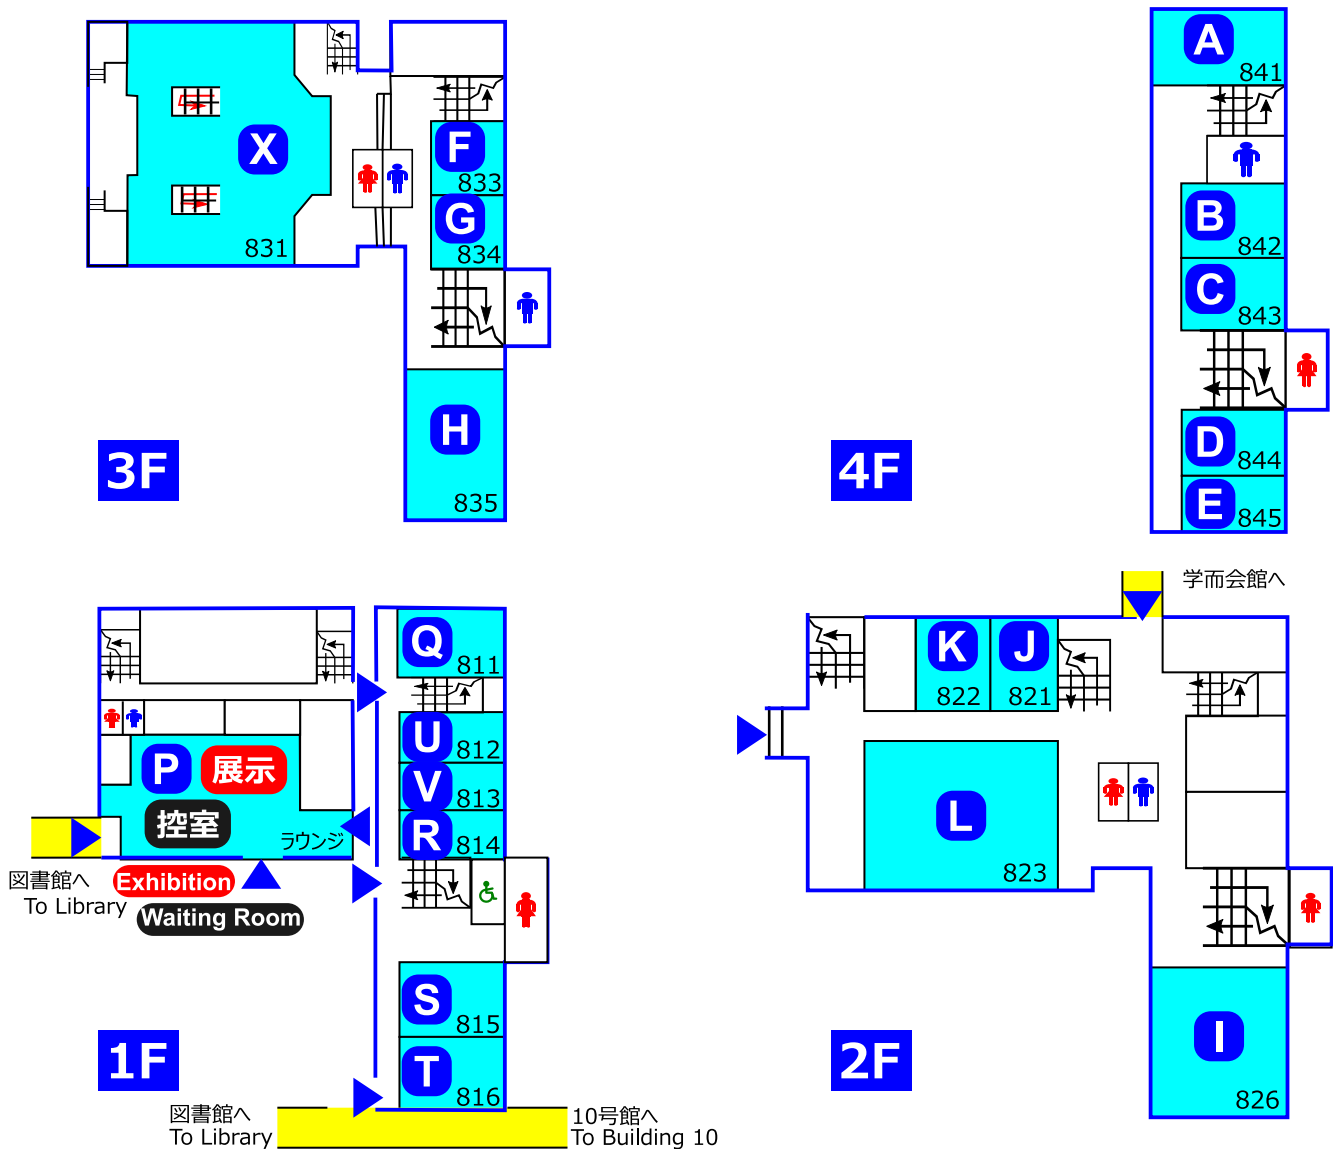 X
831
F
833
G
834
H
835
3F
A
841
B
842
C
843
D
844
E
845
4F
Q
811
U
812
V
813
R
814
S
815
T
816
P
展示
控室
ラウンジ
Exhibition
Waiting Room
図書館へ
To Library
1F
図書館へ
To Library
10号館へ
To Building 10
学而会館へ
K
822
J
821
L
823
I
826
2F